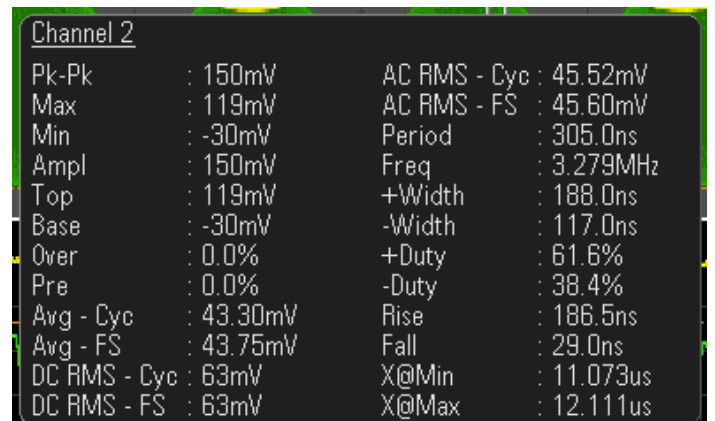 Channel 2
Pk-Pk : 150mV AC RMS - Cyc : 45.52mV
Max : 119mV AC RMS - FS : 45.60mV
Min : -30mV Period : 305.0ns
Ampl : 150mV Freq : 3.279MHz
Top : 119mV +Width : 188.0ns
Base : -30mV -Width : 117.0ns
Over : 0.0% +Duty : 61.6%
Pre : 0.0% -Duty : 38.4%
Avg - Cyc : 43.30mV Rise : 186.5ns
Avg - FS : 43.75mV Fall : 29.0ns
DC RMS - Cyc : 63mV X@Min : 11.073us
DC RMS - FS : 63mV X@Max : 12.111us